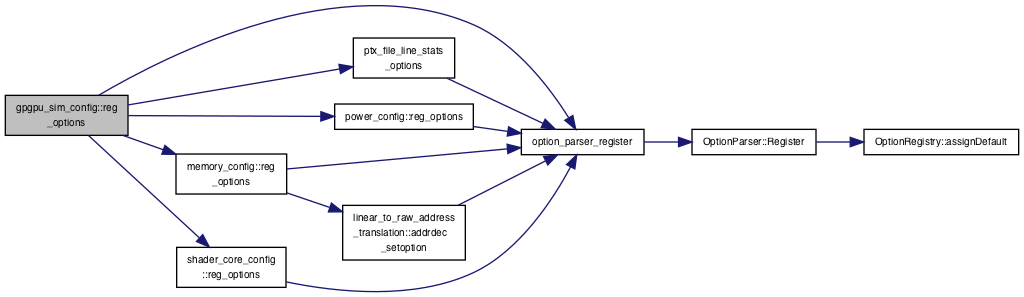 gpgpu_sim_config::reg
_options
ptx_file_line_stats
_options
power_config::reg_options
memory_config::reg
_options
linear_to_raw_address
_translation::addrdec
_setoption
shader_core_config
::reg_options
option_parser_register
OptionParser::Register
OptionRegistry::assignDefault